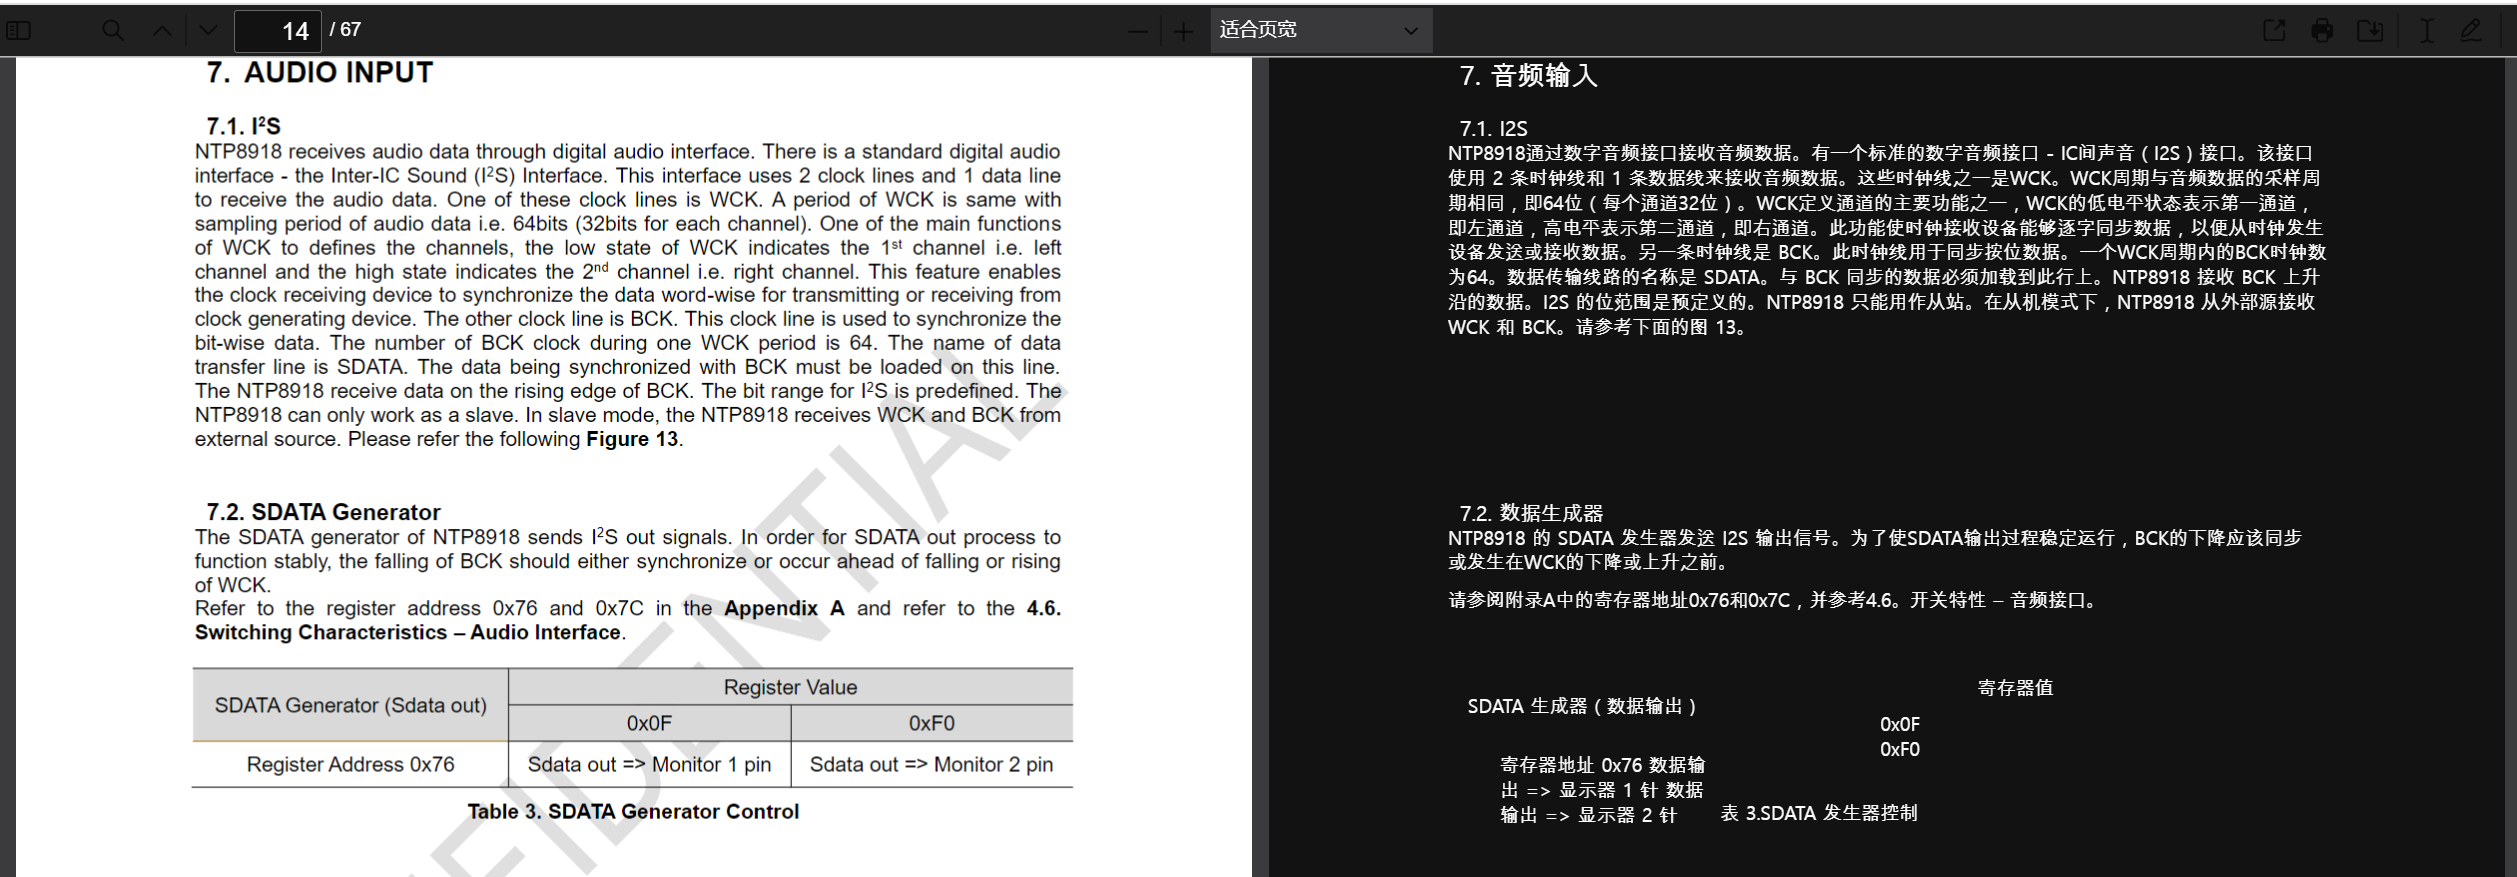 14 / 67
适合页宽
7. AUDIO INPUT
7.1. I²S
NTP8918 receives audio data through digital audio interface. There is a standard digital audio
interface - the Inter-IC Sound (I²S) Interface. This interface uses 2 clock lines and 1 data line
to receive the audio data. One of these clock lines is WCK. A period of WCK is same with
sampling period of audio data i.e. 64bits (32bits for each channel). One of the main functions
of WCK to defines the channels, the low state of WCK indicates the 1st channel i.e. left
channel and the high state indicates the 2nd channel i.e. right channel. This feature enables
the clock receiving device to synchronize the data word-wise for transmitting or receiving from
clock generating device. The other clock line is BCK. This clock line is used to synchronize the
bit-wise data. The number of BCK clock during one WCK period is 64. The name of data
transfer line is SDATA. The data being synchronized with BCK must be loaded on this line.
The NTP8918 receive data on the rising edge of BCK. The bit range for I²S is predefined. The
NTP8918 can only work as a slave. In slave mode, the NTP8918 receives WCK and BCK from
external source. Please refer the following Figure 13.
7.2. SDATA Generator
The SDATA generator of NTP8918 sends I²S out signals. In order for SDATA out process to
function stably, the falling of BCK should either synchronize or occur ahead of falling or rising
of WCK.
Refer to the register address 0x76 and 0x7C in the Appendix A and refer to the 4.6.
Switching Characteristics – Audio Interface.
SDATA Generator (Sdata out)
Register Value
0x0F
0xF0
Register Address 0x76
Sdata out => Monitor 1 pin
Sdata out => Monitor 2 pin
Table 3. SDATA Generator Control
FIDENTIAL
7. 音频输入
7.1. I2S
NTP8918通过数字音频接口接收音频数据。有一个标准的数字音频接口 - IC间声音（I2S）接口。该接口
使用 2 条时钟线和 1 条数据线来接收音频数据。这些时钟线之一是WCK。WCK周期与音频数据的采样周
期相同，即64位（每个通道32位）。WCK定义通道的主要功能之一，WCK的低电平状态表示第一通道，
即左通道，高电平表示第二通道，即右通道。此功能使时钟接收设备能够逐字同步数据，以便从时钟发生
设备发送或接收数据。另一条时钟线是 BCK。此时钟线用于同步按位数据。一个WCK周期内的BCK时钟数
为64。数据传输线路的名称是 SDATA。与 BCK 同步的数据必须加载到此行上。NTP8918 接收 BCK 上升
沿的数据。I2S 的位范围是预定义的。NTP8918 只能用作从站。在从机模式下，NTP8918 从外部源接收
WCK 和 BCK。请参考下面的图 13。
7.2. 数据生成器
NTP8918 的 SDATA 发生器发送 I2S 输出信号。为了使SDATA输出过程稳定运行，BCK的下降应该同步
或发生在WCK的下降或上升之前。
请参阅附录A中的寄存器地址0x76和0x7C，并参考4.6。开关特性 – 音频接口。
寄存器值
SDATA 生成器（数据输出）
0x0F
0xF0
寄存器地址 0x76 数据输
出 => 显示器 1 针 数据
输出 => 显示器 2 针
表 3.SDATA 发生器控制